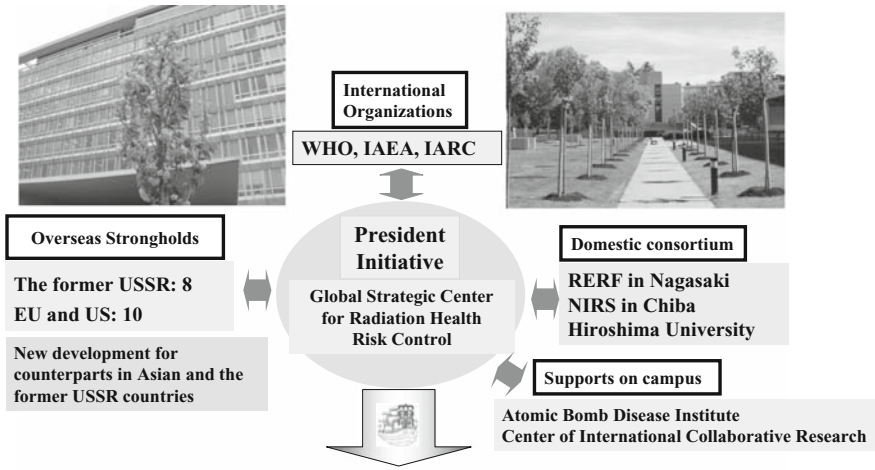 International
Organizations
WHO, IAEA, IARC
Overseas Strongholds
The former USSR: 8
EU and US: 10
New development for
counterparts in Asian and the
former USSR countries
President
Initiative
Global Strategic Center
for Radiation Health
Risk Control
Domestic consortium
RERF in Nagasaki
NIRS in Chiba
Hiroshima University
Supports on campus
Atomic Bomb Disease Institute
Center of International Collaborative Research